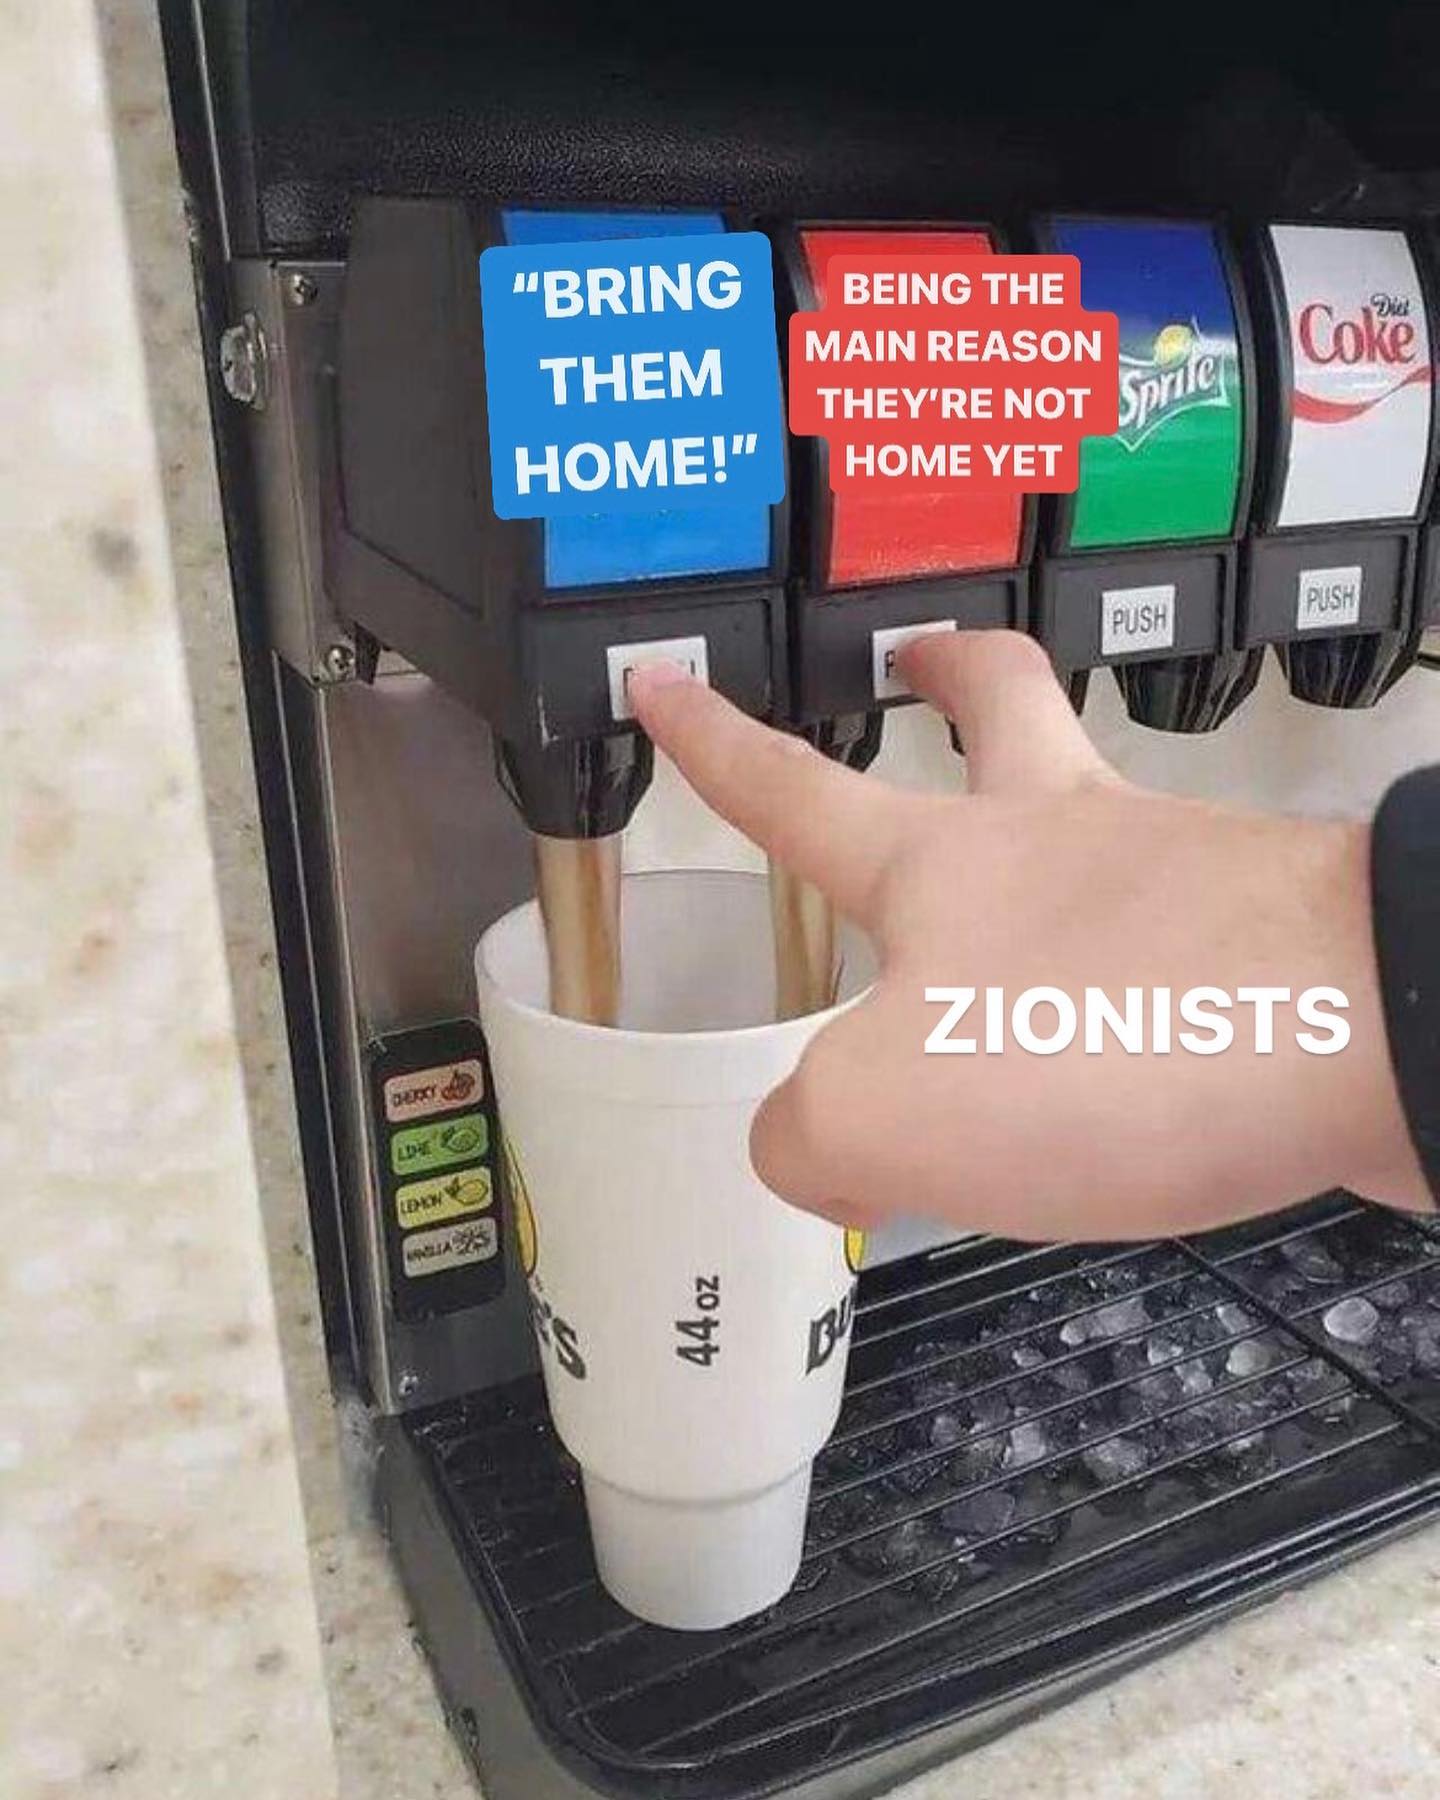 "BRING
THEM
HOME!"
BEING THE
MAIN REASON
THEY'RE NOT
HOME YET
Sprite
Diet
Coke
PUSH
PUSH
ZIONISTS
CHERRY
LIME
LEMON
VANILLA
44 oz